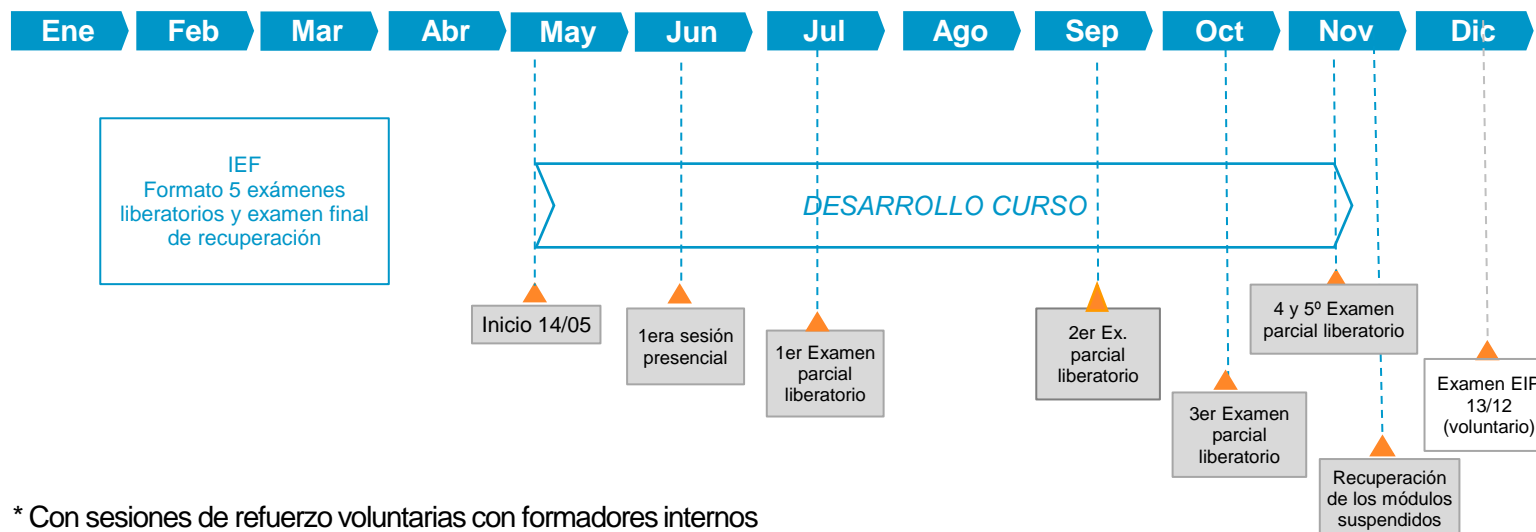 Ene Feb Mar Abr May Jun Jul Ago Sep Oct Nov Dic
IEF
Formato 5 exámenes
liberatorios y examen final
de recuperación
DESARROLLO CURSO
Inicio 14/05
1era sesión
presencial
1er Examen
parcial
liberatorio
2er Ex.
parcial
liberatorio
3er Examen
parcial
liberatorio
4 y 5º Examen
parcial liberatorio
Recuperación
de los módulos
suspendidos
Examen EIP
13/12
(voluntario)
* Con sesiones de refuerzo voluntarias con formadores internos